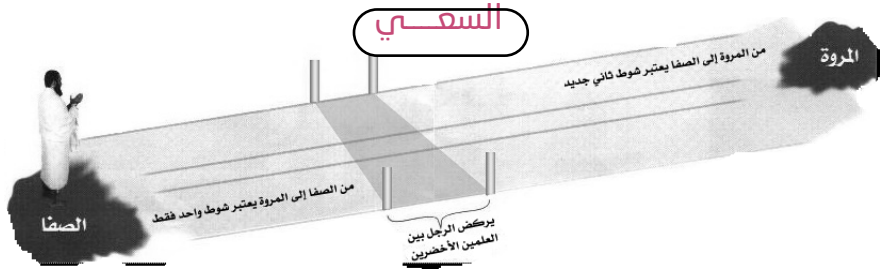 السعــي
المروة
من المروة إلى الصفا يعتبر شوط ثاني جديد
من الصفا إلى المروة يعتبر شوط واحد فقط
الصفا
يركض الرجل بين
العلمين الأخضرين